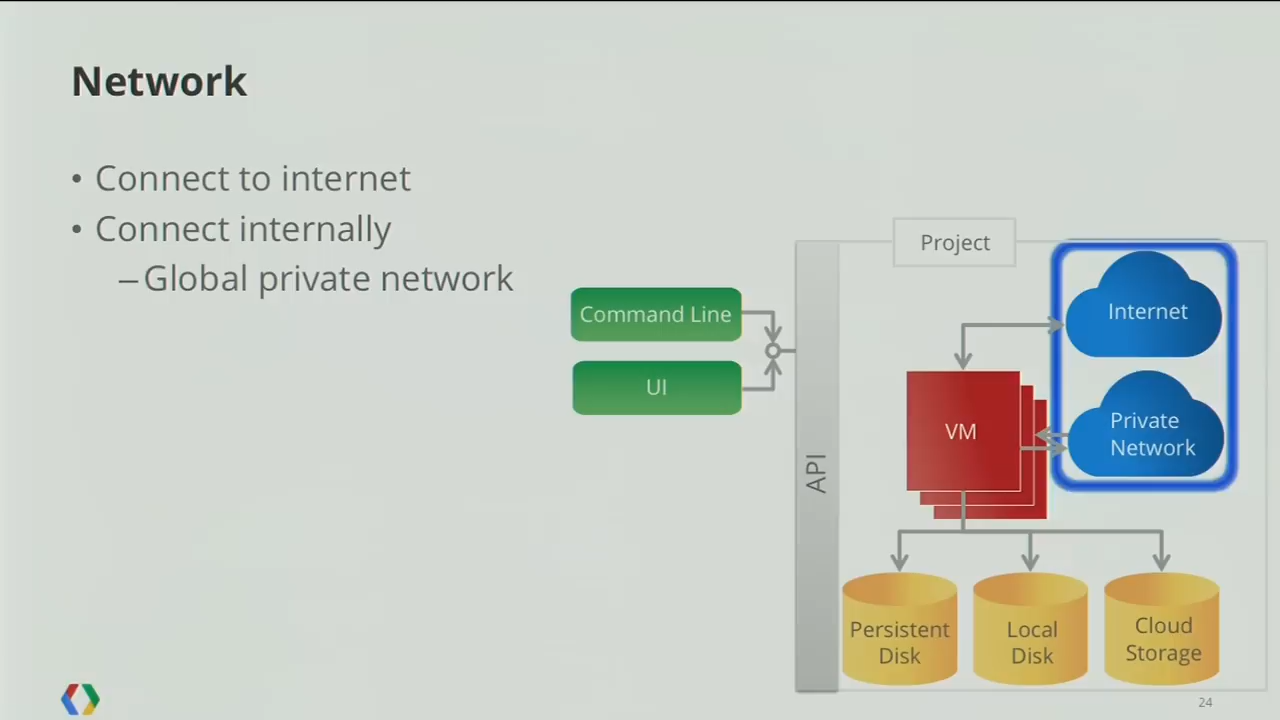 Network
• Connect to internet
• Connect internally
– Global private network
Project
Internet
Command Line
UI
Private
Network
VM
API
Persistent
Disk
Local
Disk
Cloud
Storage
24